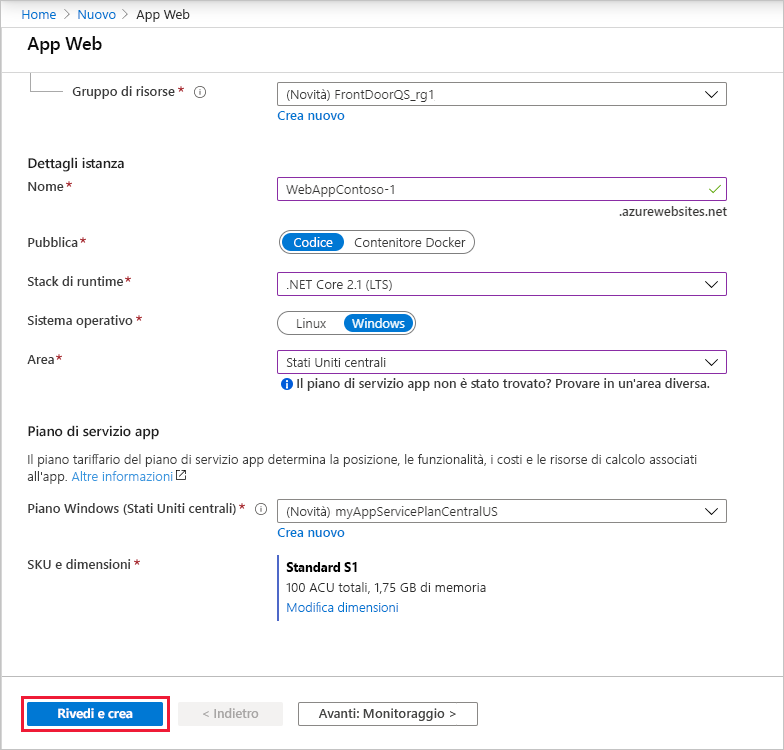 Home > Nuovo > App Web
App Web
Gruppo di risorse *
(Novità) FrontDoorQS_rg1
Crea nuovo
Dettagli istanza
Nome *
WebAppContoso-1
.azurewebsites.net
Pubblica *
Codice Contenitore Docker
Stack di runtime *
.NET Core 2.1 (LTS)
Sistema operativo *
Linux Windows
Area *
Stati Uniti centrali
Il piano di servizio app non è stato trovato? Provare in un'area diversa.
Piano di servizio app
Il piano tariffario del piano di servizio app determina la posizione, le funzionalità, i costi e le risorse di calcolo associati
all'app. Altre informazioni
Piano Windows (Stati Uniti centrali) *
(Novità) myAppServicePlanCentralUS
Crea nuovo
SKU e dimensioni *
Standard S1
100 ACU totali, 1,75 GB di memoria
Modifica dimensioni
Rivedi e crea
< Indietro
Avanti: Monitoraggio >